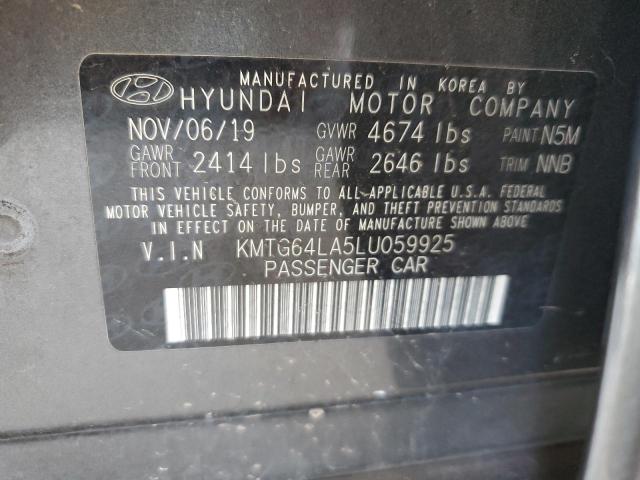 MANUFACTURED IN KOREA BY
HYUNDAI MOTOR COMPANY
NOV/06/19 GVWR 4674 lbs PAINT N5M
GAWR FRONT 2414 lbs GAWR REAR 2646 lbs TRIM NNB
THIS VEHICLE CONFORMS TO ALL-APPLICABLE U.S.A. FEDERAL
MOTOR VEHICLE SAFETY, BUMPER, AND THEFT PREVENTION STANDARDS
IN EFFECT ON THE DATE OF MANUFACTURE SHOWN ABOVE.
V.I.N KMTG64LA5LU059925
PASSENGER CAR